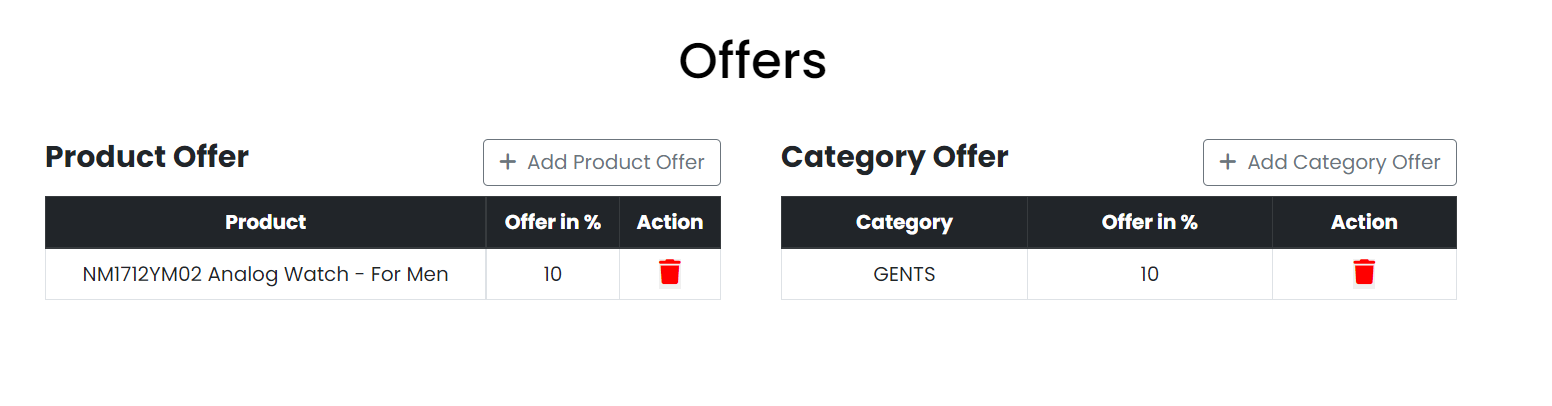 Offers
Product Offer
+ Add Product Offer
Product Offer in % Action
NM1712YM02 Analog Watch - For Men 10
Category Offer
+ Add Category Offer
Category Offer in % Action
GENTS 10